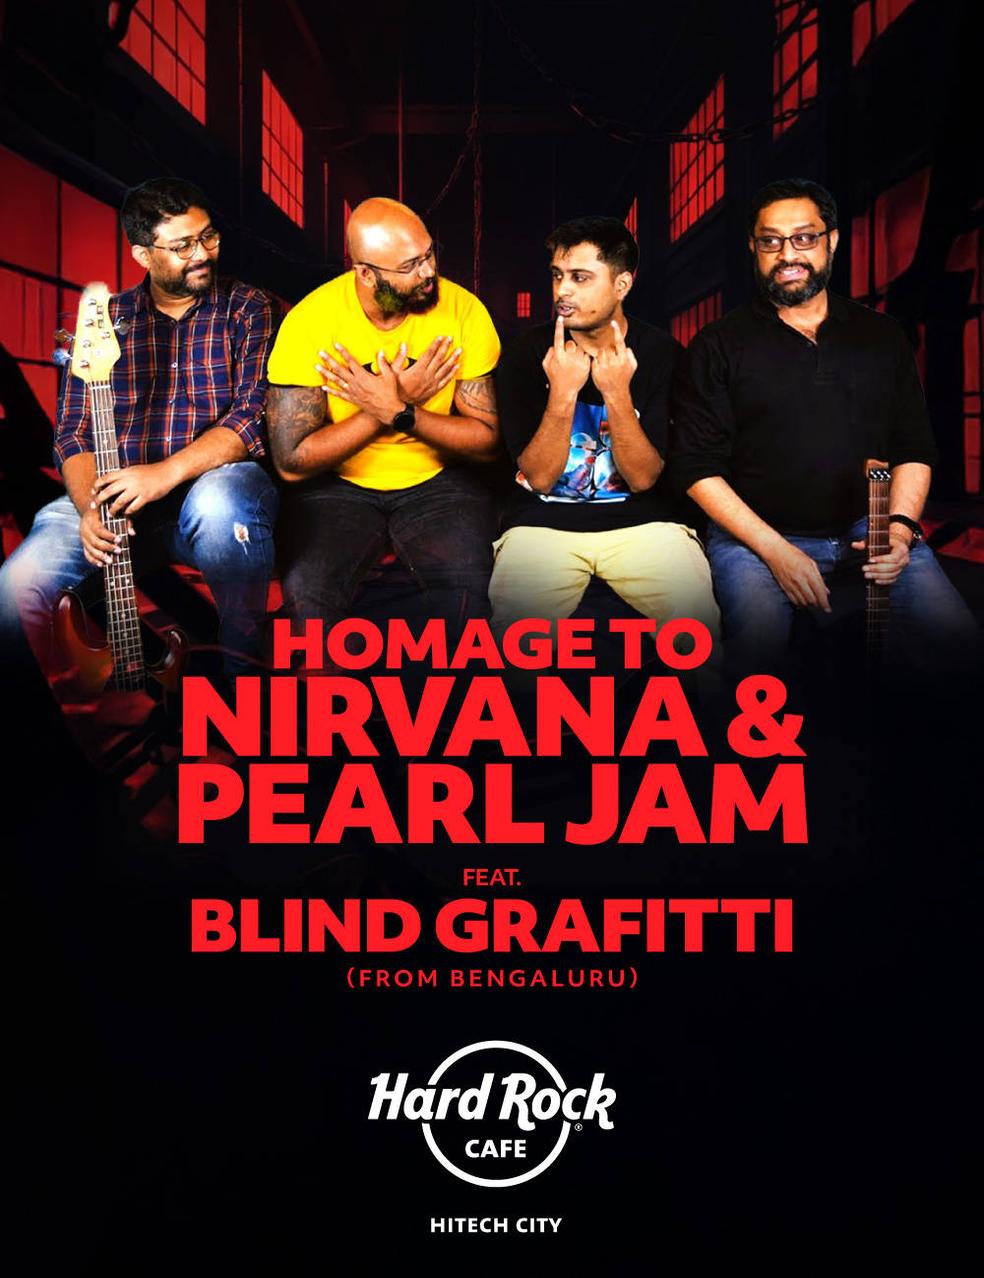 HOMAGE TO
NIRVANA &
PEARL JAM
FEAT.
BLIND GRAFITTI
(FROM BENGALURU)
Hard Rock
®
CAFE
HITECH CITY